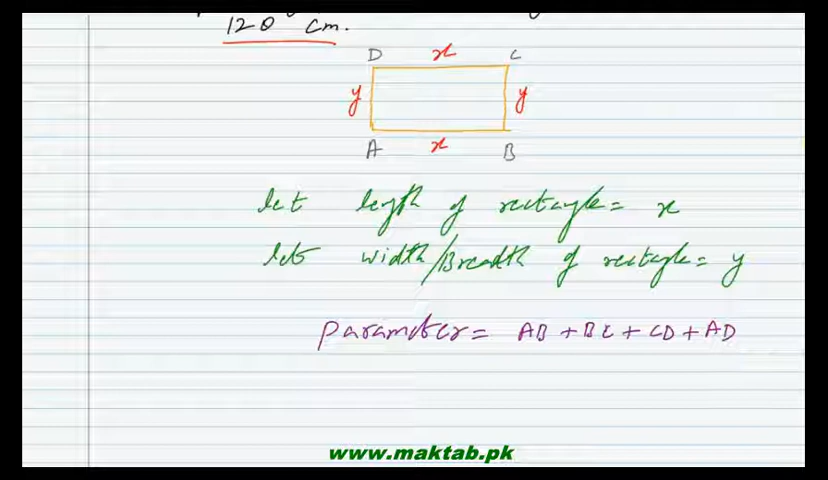 120 Cm.
D x C
y y
A x B
let length of rectangle = x
lets width/Breadth of rectangle = y
parameter = AB + BC + CD + AD
www.maktab.pk